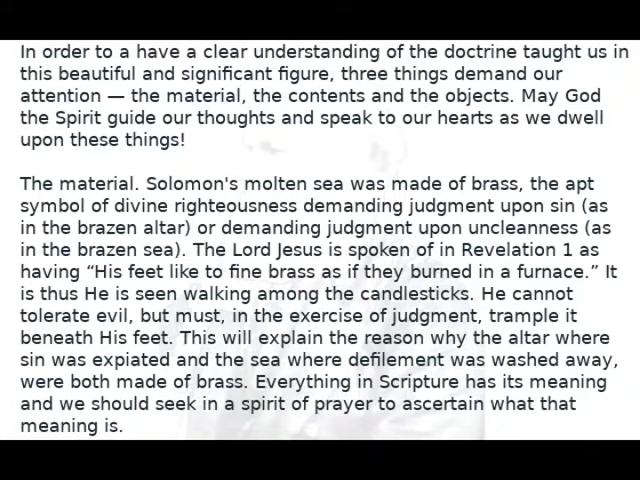 In order to a have a clear understanding of the doctrine taught us in
this beautiful and significant figure, three things demand our
attention — the material, the contents and the objects. May God
the Spirit guide our thoughts and speak to our hearts as we dwell
upon these things!
The material. Solomon's molten sea was made of brass, the apt
symbol of divine righteousness demanding judgment upon sin (as
in the brazen altar) or demanding judgment upon uncleanness (as
in the brazen sea). The Lord Jesus is spoken of in Revelation 1 as
having “His feet like to fine brass as if they burned in a furnace.” It
is thus He is seen walking among the candlesticks. He cannot
tolerate evil, but must, in the exercise of judgment, trample it
beneath His feet. This will explain the reason why the altar where
sin was expiated and the sea where defilement was washed away,
were both made of brass. Everything in Scripture has its meaning
and we should seek in a spirit of prayer to ascertain what that
meaning is.